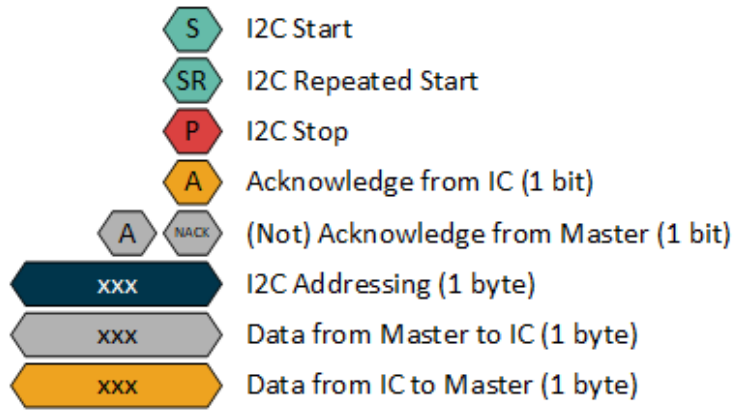 S I2C Start
SR I2C Repeated Start
P I2C Stop
A Acknowledge from IC (1 bit)
A NACK (Not) Acknowledge from Master (1 bit)
xxx I2C Addressing (1 byte)
xxx Data from Master to IC (1 byte)
xxx Data from IC to Master (1 byte)